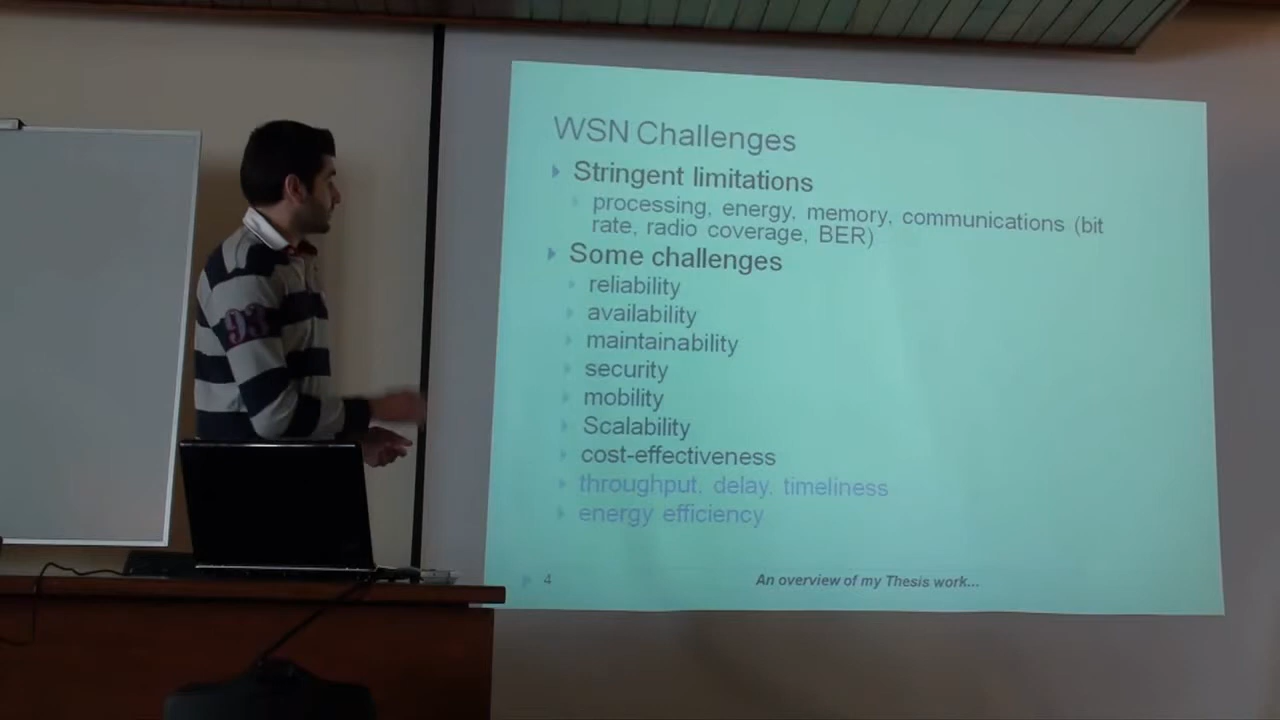 WSN Challenges
Stringent limitations
processing, energy, memory, communications (bit
rate, radio coverage, BER)
Some challenges
reliability
availability
maintainability
security
mobility
Scalability
cost-effectiveness
throughput, delay, timeliness
energy efficiency
4
An overview of my Thesis work...
93